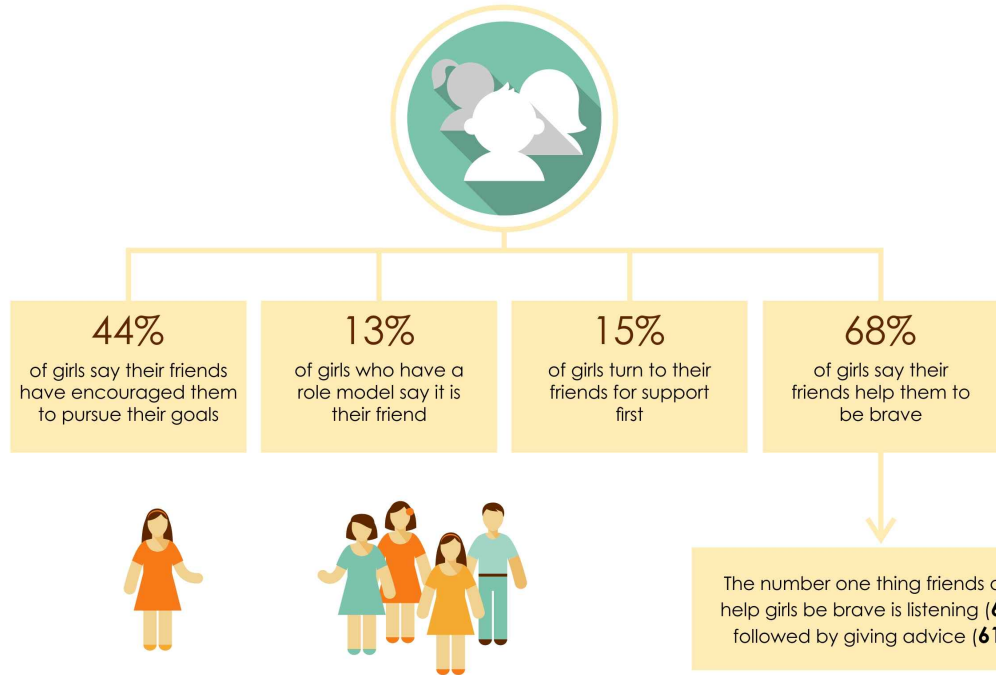 44%
of girls say their friends
have encouraged them
to pursue their goals
13%
of girls who have a
role model say it is
their friend
15%
of girls turn to their
friends for support
first
68%
of girls say their
friends help them to
be brave
The number one thing friends
help girls be brave is listening (
followed by giving advice (61